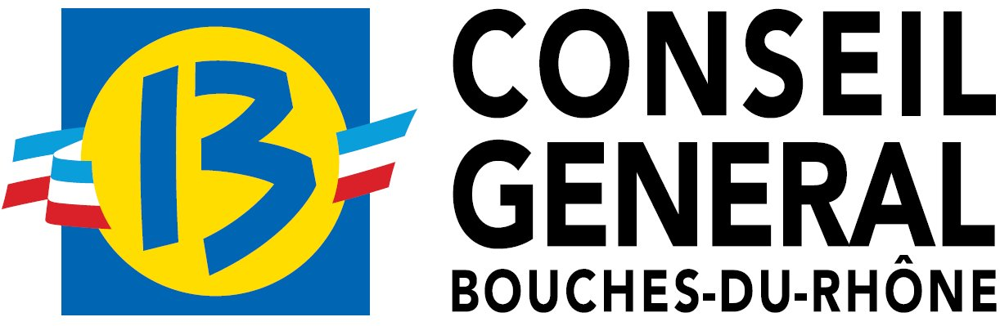 13
CONSEIL
GENERAL
BOUCHES-DU-RHÔNE